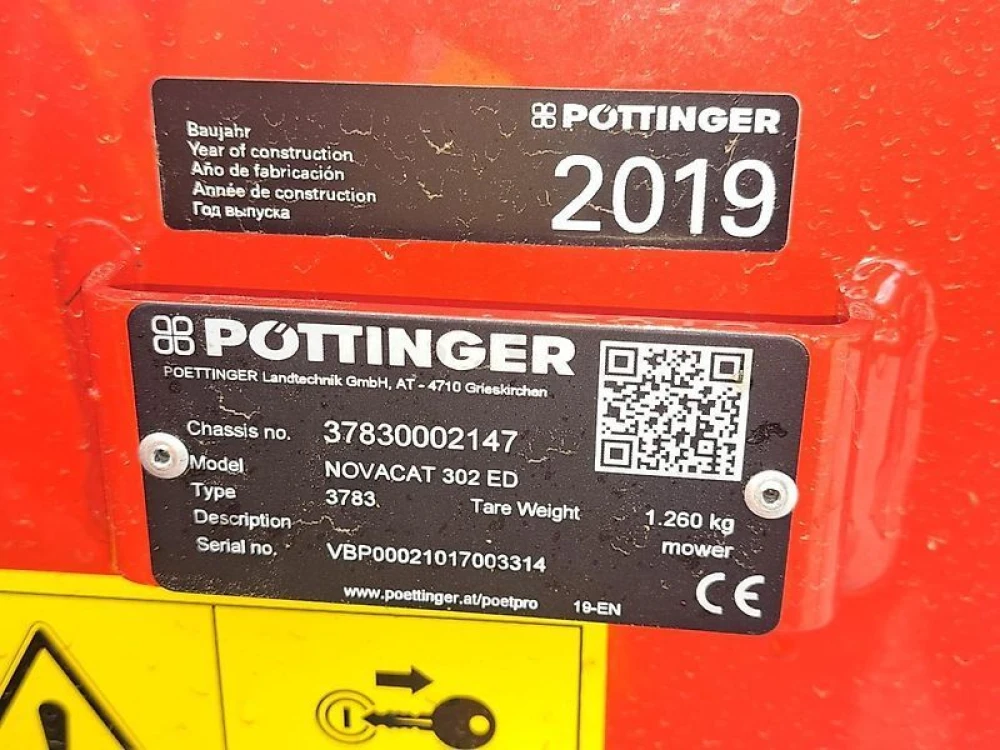 PÖTTINGER
Baujahr
Year of construction
Año de fabricación
Année de construction
Год выпуска
2019
PÖTTINGER
POETTINGER Landtechnik GmbH, AT - 4710 Grieskirchen
Chassis no. 37830002147
Model NOVACAT 302 ED
Type 3783 Tare Weight 1.260 kg
Description mower
Serial no. VBP00021017003314
www.poettinger.at/poetpro 19-EN
CE